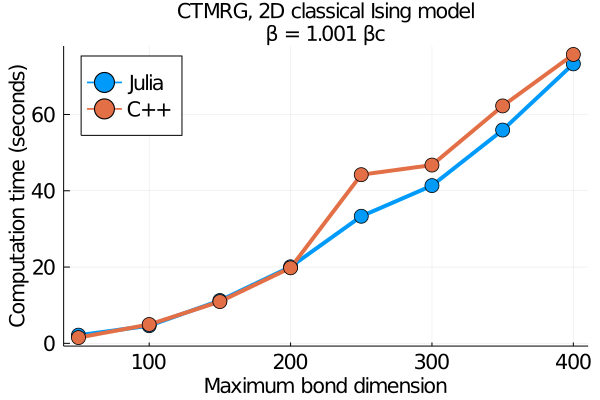 CTMRG, 2D classical Ising model
β = 1.001 βc
Julia
C++
Computation time (seconds)
60
40
20
0
100 200 300 400
Maximum bond dimension